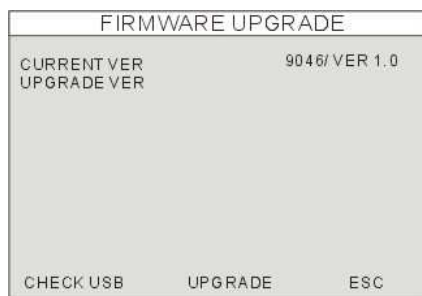 FIRMWARE UPGRADE
CURRENT VER 9046/ VER 1.0
UPGRADE VER
CHECK USB UPGRADE ESC